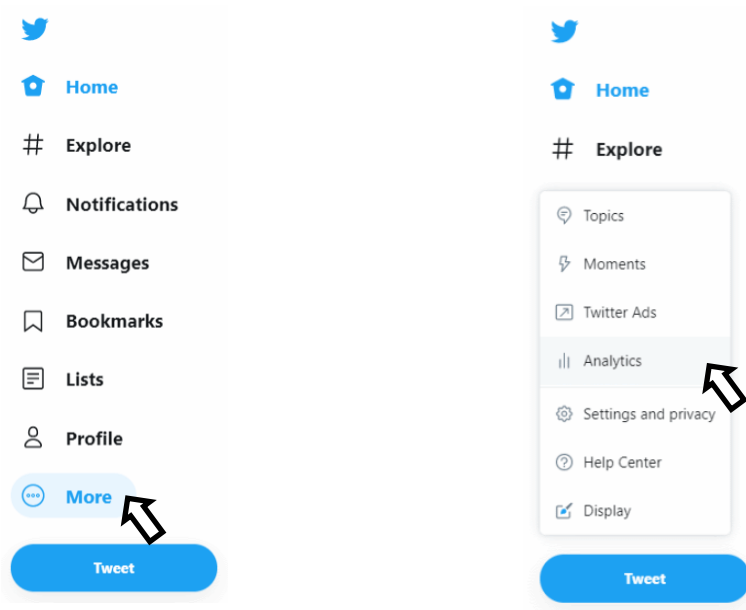 Home
Explore
Notifications
Messages
Bookmarks
Lists
Profile
More
Tweet
Home
Explore
Topics
Moments
Twitter Ads
Analytics
Settings and privacy
Help Center
Display
Tweet